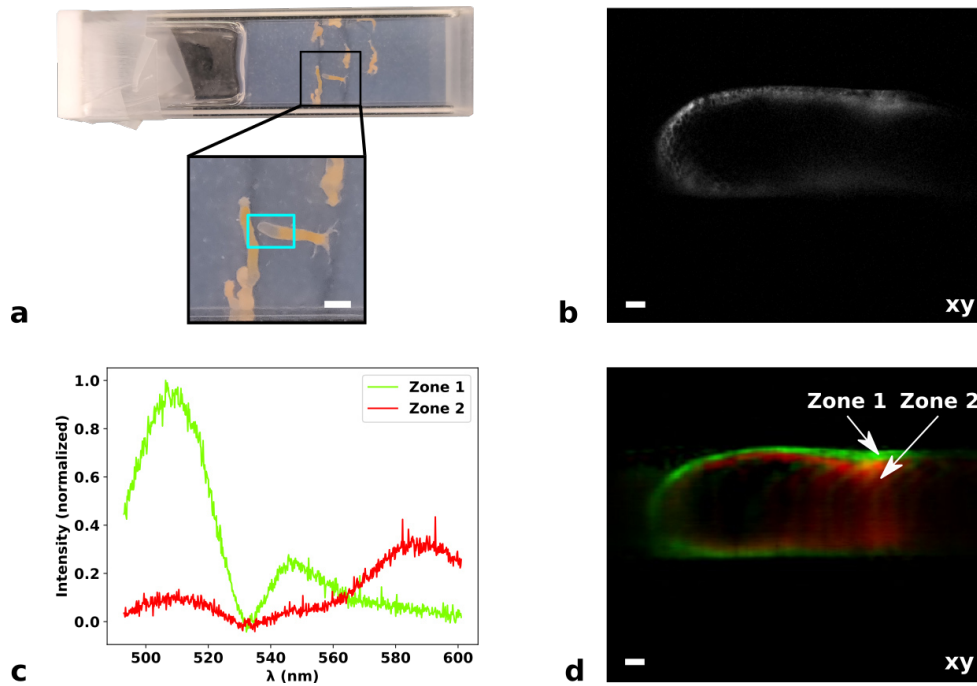 a
b
xy
Intensity (normalized)
1.0
0.8
0.6
0.4
0.2
0.0
Zone 1
Zone 2
500
520
540
560
580
600
λ (nm)
c
Zone 1 Zone 2
d
xy